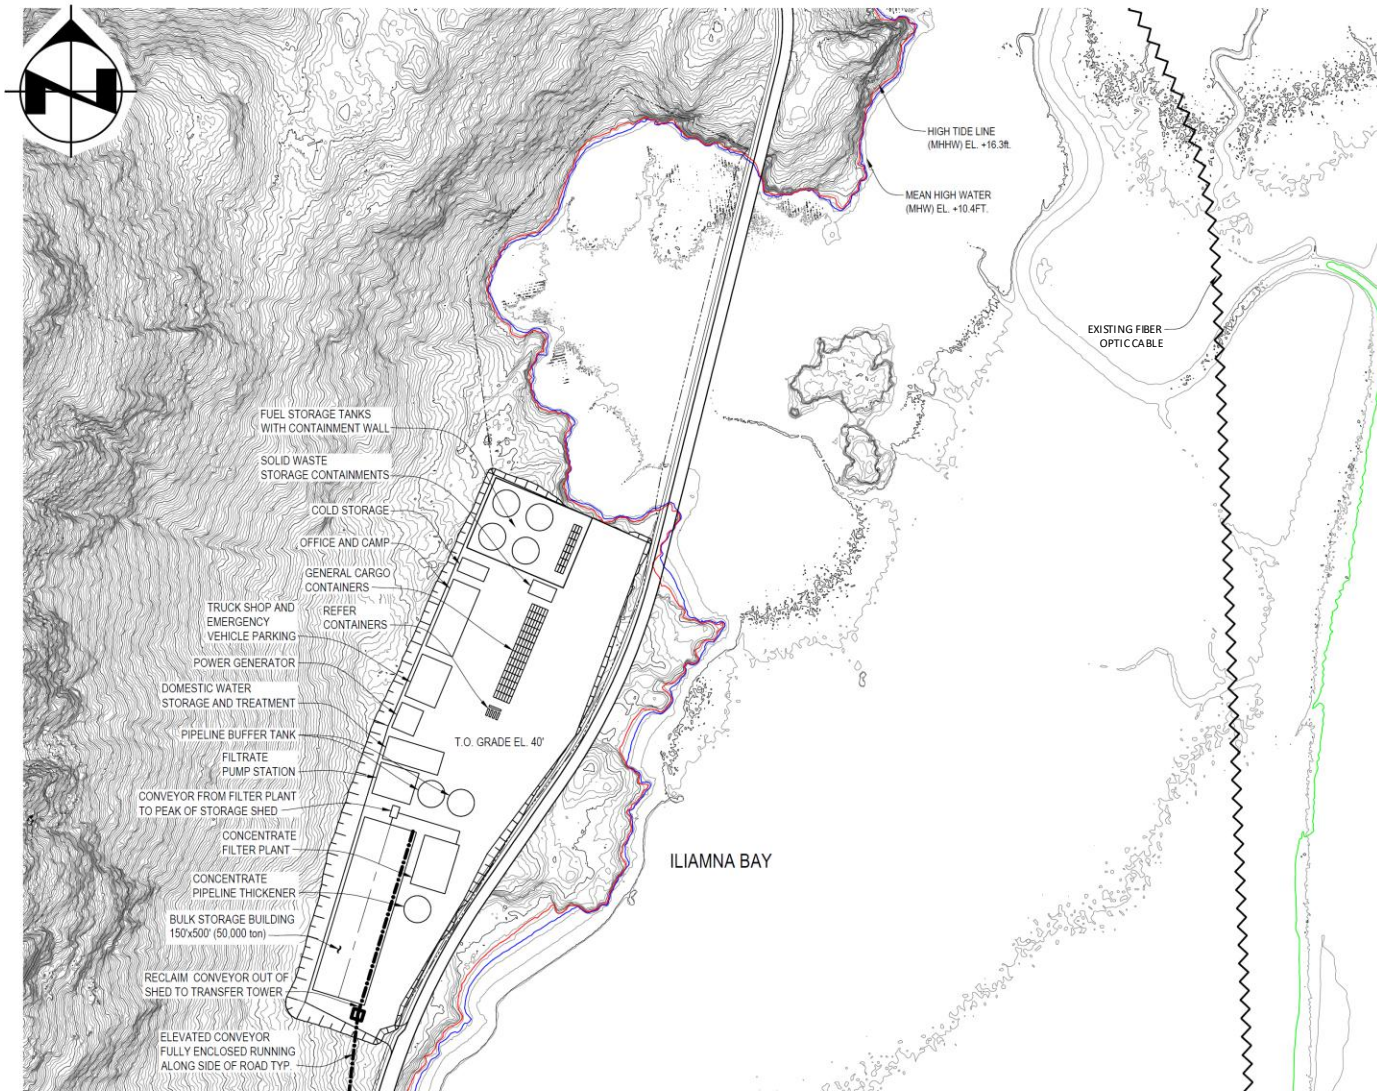 N
HIGH TIDE LINE
(MHHW) EL. +16.3ft.
MEAN HIGH WATER
(MHW) EL. +10.4FT.
EXISTING FIBER
OPTIC CABLE
FUEL STORAGE TANKS
WITH CONTAINMENT WALL
SOLID WASTE
STORAGE CONTAINMENTS
COLD STORAGE
OFFICE AND CAMP
GENERAL CARGO
CONTAINERS
TRUCK SHOP AND
EMERGENCY
VEHICLE PARKING
REFER
CONTAINERS
POWER GENERATOR
DOMESTIC WATER
STORAGE AND TREATMENT
PIPELINE BUFFER TANK
T.O. GRADE EL. 40'
FILTRATE
PUMP STATION
CONVEYOR FROM FILTER PLANT
TO PEAK OF STORAGE SHED
CONCENTRATE
FILTER PLANT
ILIAMNA BAY
CONCENTRATE
PIPELINE THICKENER
BULK STORAGE BUILDING
150'x500' (50,000 ton)
RECLAIM CONVEYOR OUT OF
SHED TO TRANSFER TOWER
ELEVATED CONVEYOR
FULLY ENCLOSED RUNNING
ALONG SIDE OF ROAD TYP.